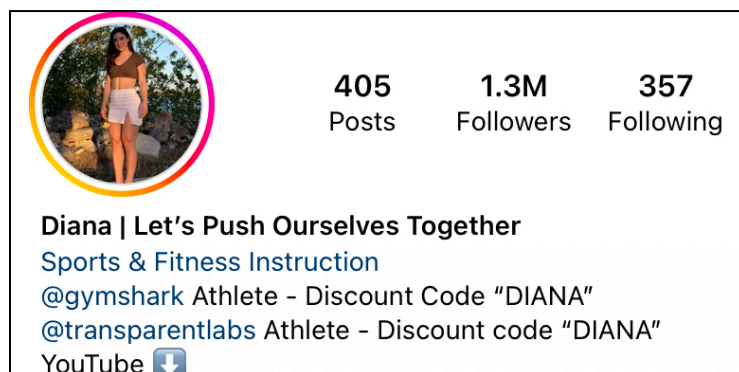 405 1.3M 357
Posts Followers Following
Diana | Let’s Push Ourselves Together
Sports & Fitness Instruction
@gymshark Athlete - Discount Code “DIANA”
@transparentlabs Athlete - Discount code “DIANA”
YouTube ⬇️